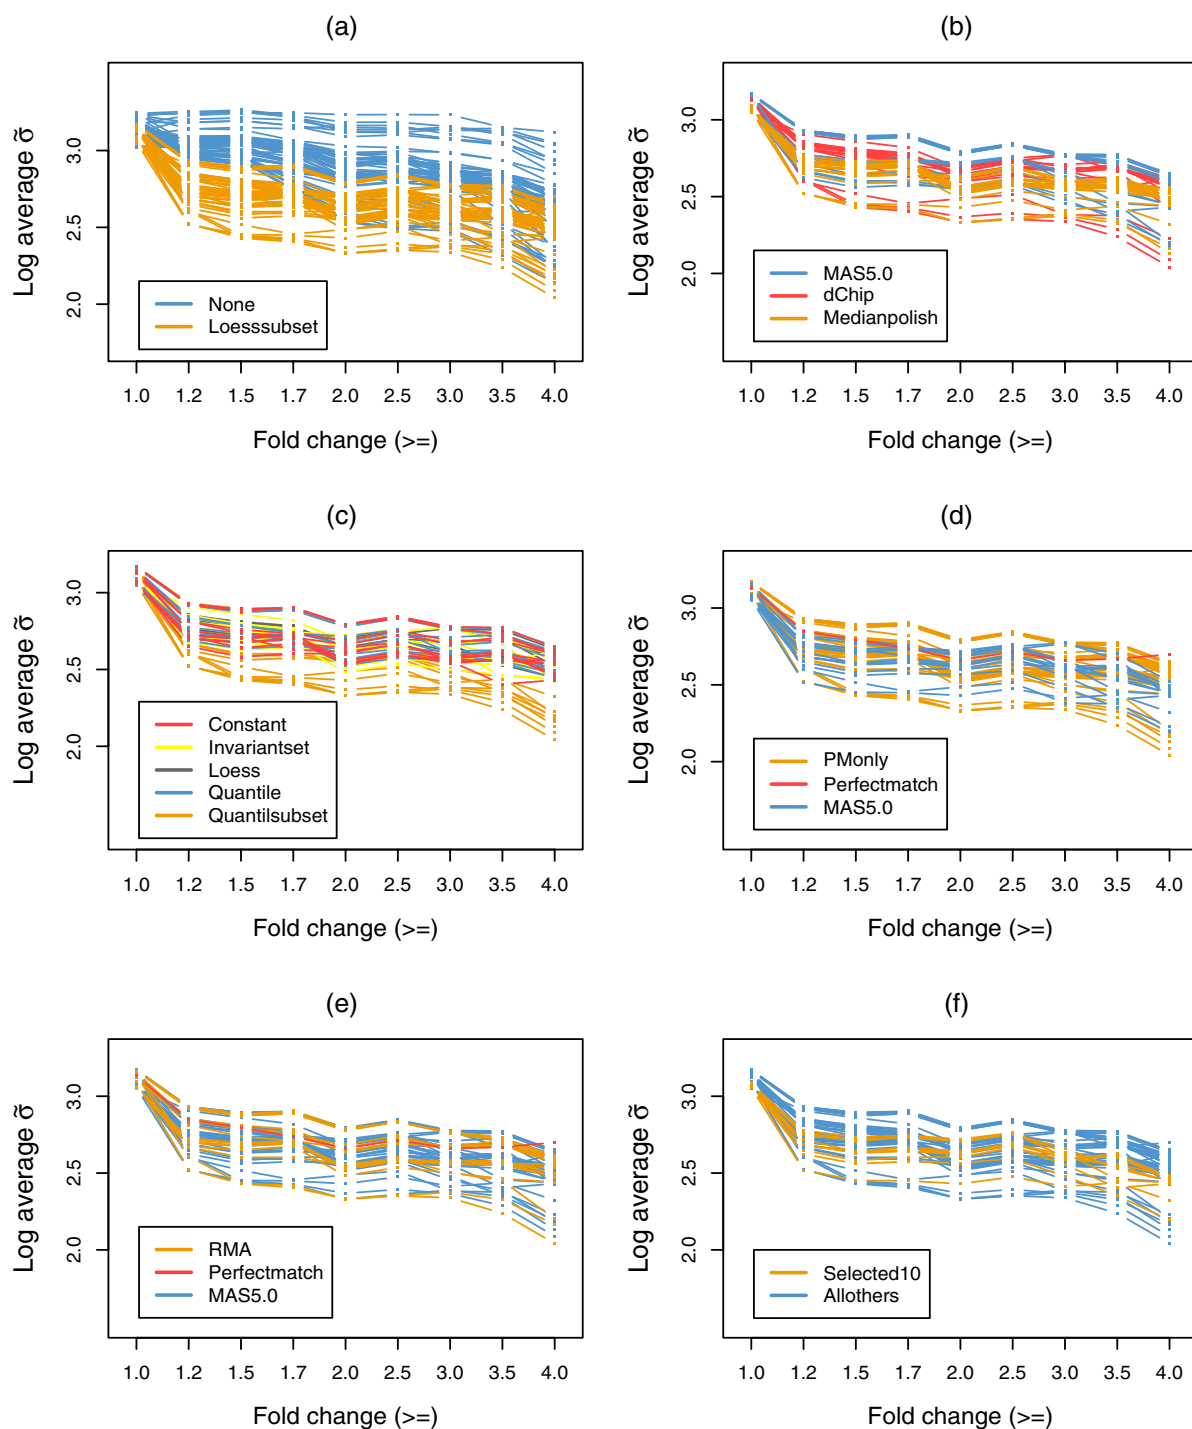 (a)
Log average σ̃
3.0
2.5
2.0
None
Loesssubset
1.0 1.2 1.5 1.7 2.0 2.5 3.0 3.5 4.0
Fold change (>=)
(b)
Log average σ̃
3.0
2.5
2.0
MAS5.0
dChip
Medianpolish
1.0 1.2 1.5 1.7 2.0 2.5 3.0 3.5 4.0
Fold change (>=)
(c)
Log average σ̃
3.0
2.5
2.0
Constant
Invariantset
Loess
Quantile
Quantilsubset
1.0 1.2 1.5 1.7 2.0 2.5 3.0 3.5 4.0
Fold change (>=)
(d)
Log average σ̃
3.0
2.5
2.0
PMonly
Perfectmatch
MAS5.0
1.0 1.2 1.5 1.7 2.0 2.5 3.0 3.5 4.0
Fold change (>=)
(e)
Log average σ̃
3.0
2.5
2.0
RMA
Perfectmatch
MAS5.0
1.0 1.2 1.5 1.7 2.0 2.5 3.0 3.5 4.0
Fold change (>=)
(f)
Log average σ̃
3.0
2.5
2.0
Selected10
Allothers
1.0 1.2 1.5 1.7 2.0 2.5 3.0 3.5 4.0
Fold change (>=)